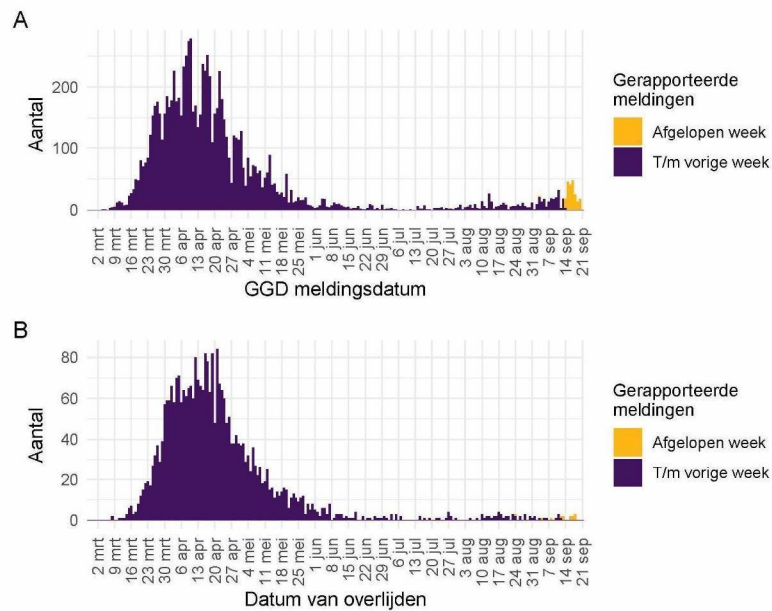 A
Aantal
200
100
0
2 mrt
9 mrt
16 mrt
23 mrt
30 mrt
6 apr
13 apr
20 apr
27 apr
4 mei
11 mei
18 mei
25 mei
1 jun
8 jun
15 jun
22 jun
29 jun
6 jul
13 jul
20 jul
27 jul
3 aug
10 aug
17 aug
24 aug
31 aug
7 sep
14 sep
21 sep
GGD meldingsdatum
Gerapporteerde
meldingen
Afgelopen week
T/m vorige week
B
Aantal
80
60
40
20
0
2 mrt
9 mrt
16 mrt
23 mrt
30 mrt
6 apr
13 apr
20 apr
27 apr
4 mei
11 mei
18 mei
25 mei
1 jun
8 jun
15 jun
22 jun
29 jun
6 jul
13 jul
20 jul
27 jul
3 aug
10 aug
17 aug
24 aug
31 aug
7 sep
14 sep
21 sep
Datum van overlijden
Gerapporteerde
meldingen
Afgelopen week
T/m vorige week